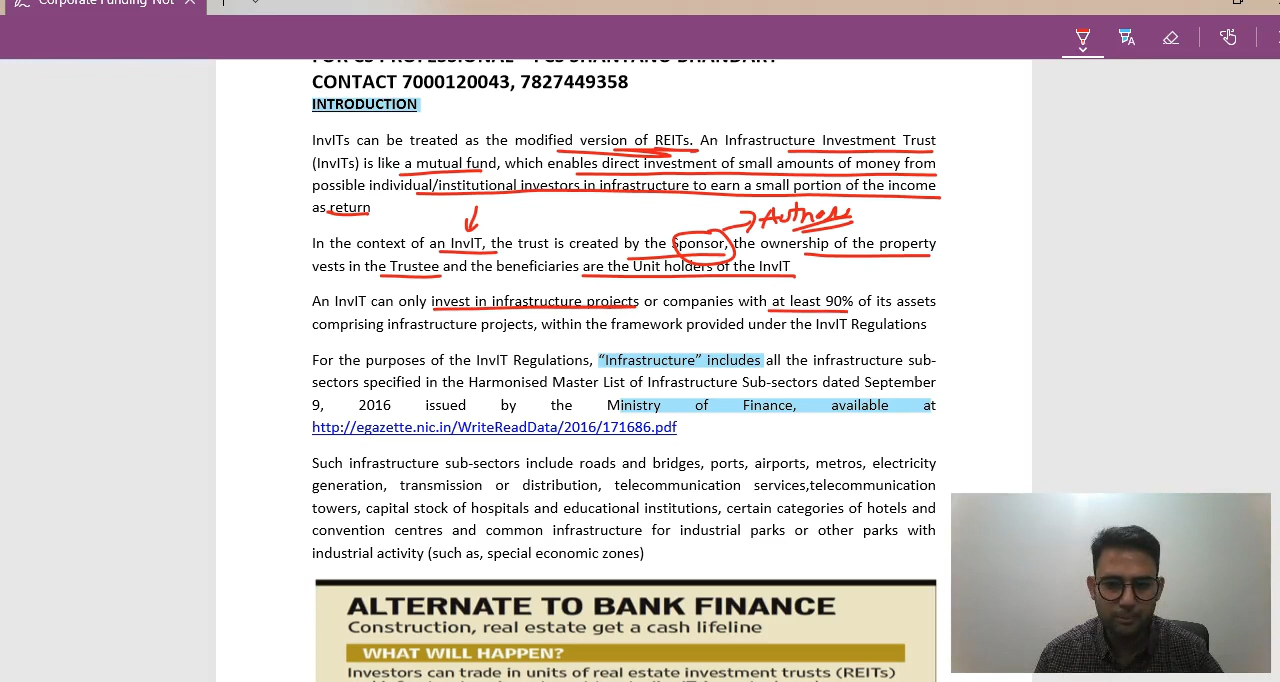 Corporate Funding-Not
FOR CS PROFESSIONAL – FCS SHANTANU BHANDARY
CONTACT 7000120043, 7827449358
INTRODUCTION
InvITs can be treated as the modified version of REITs. An Infrastructure Investment Trust
(InvITs) is like a mutual fund, which enables direct investment of small amounts of money from
possible individual/institutional investors in infrastructure to earn a small portion of the income
as return
In the context of an InvIT, the trust is created by the Sponsor, the ownership of the property
vests in the Trustee and the beneficiaries are the Unit holders of the InvIT
An InvIT can only invest in infrastructure projects or companies with at least 90% of its assets
comprising infrastructure projects, within the framework provided under the InvIT Regulations
For the purposes of the InvIT Regulations, “Infrastructure” includes all the infrastructure sub-
sectors specified in the Harmonised Master List of Infrastructure Sub-sectors dated September
9, 2016 issued by the Ministry of Finance, available at
http://egazette.nic.in/WriteReadData/2016/171686.pdf
Such infrastructure sub-sectors include roads and bridges, ports, airports, metros, electricity
generation, transmission or distribution, telecommunication services,telecommunication
towers, capital stock of hospitals and educational institutions, certain categories of hotels and
convention centres and common infrastructure for industrial parks or other parks with
industrial activity (such as, special economic zones)
ALTERNATE TO BANK FINANCE
Construction, real estate get a cash lifeline
WHAT WILL HAPPEN?
Investors can trade in units of real estate investment trusts (REITs)